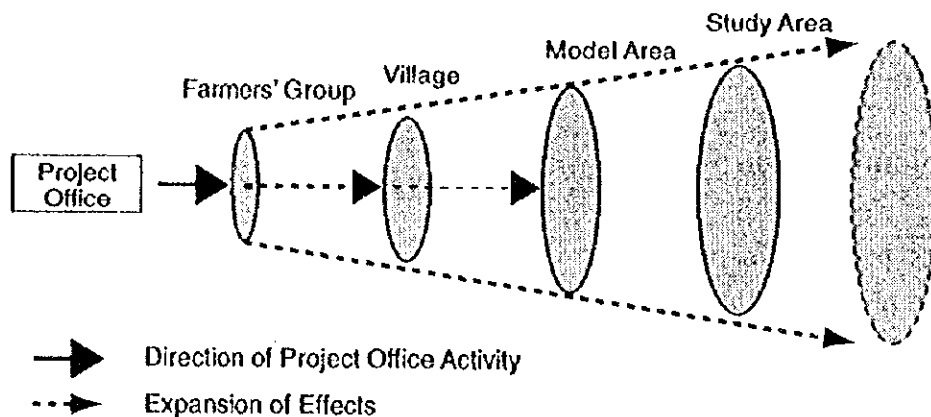 Study Area
Model Area
Village
Farmers' Group
Project
Office
Direction of Project Office Activity
Expansion of Effects